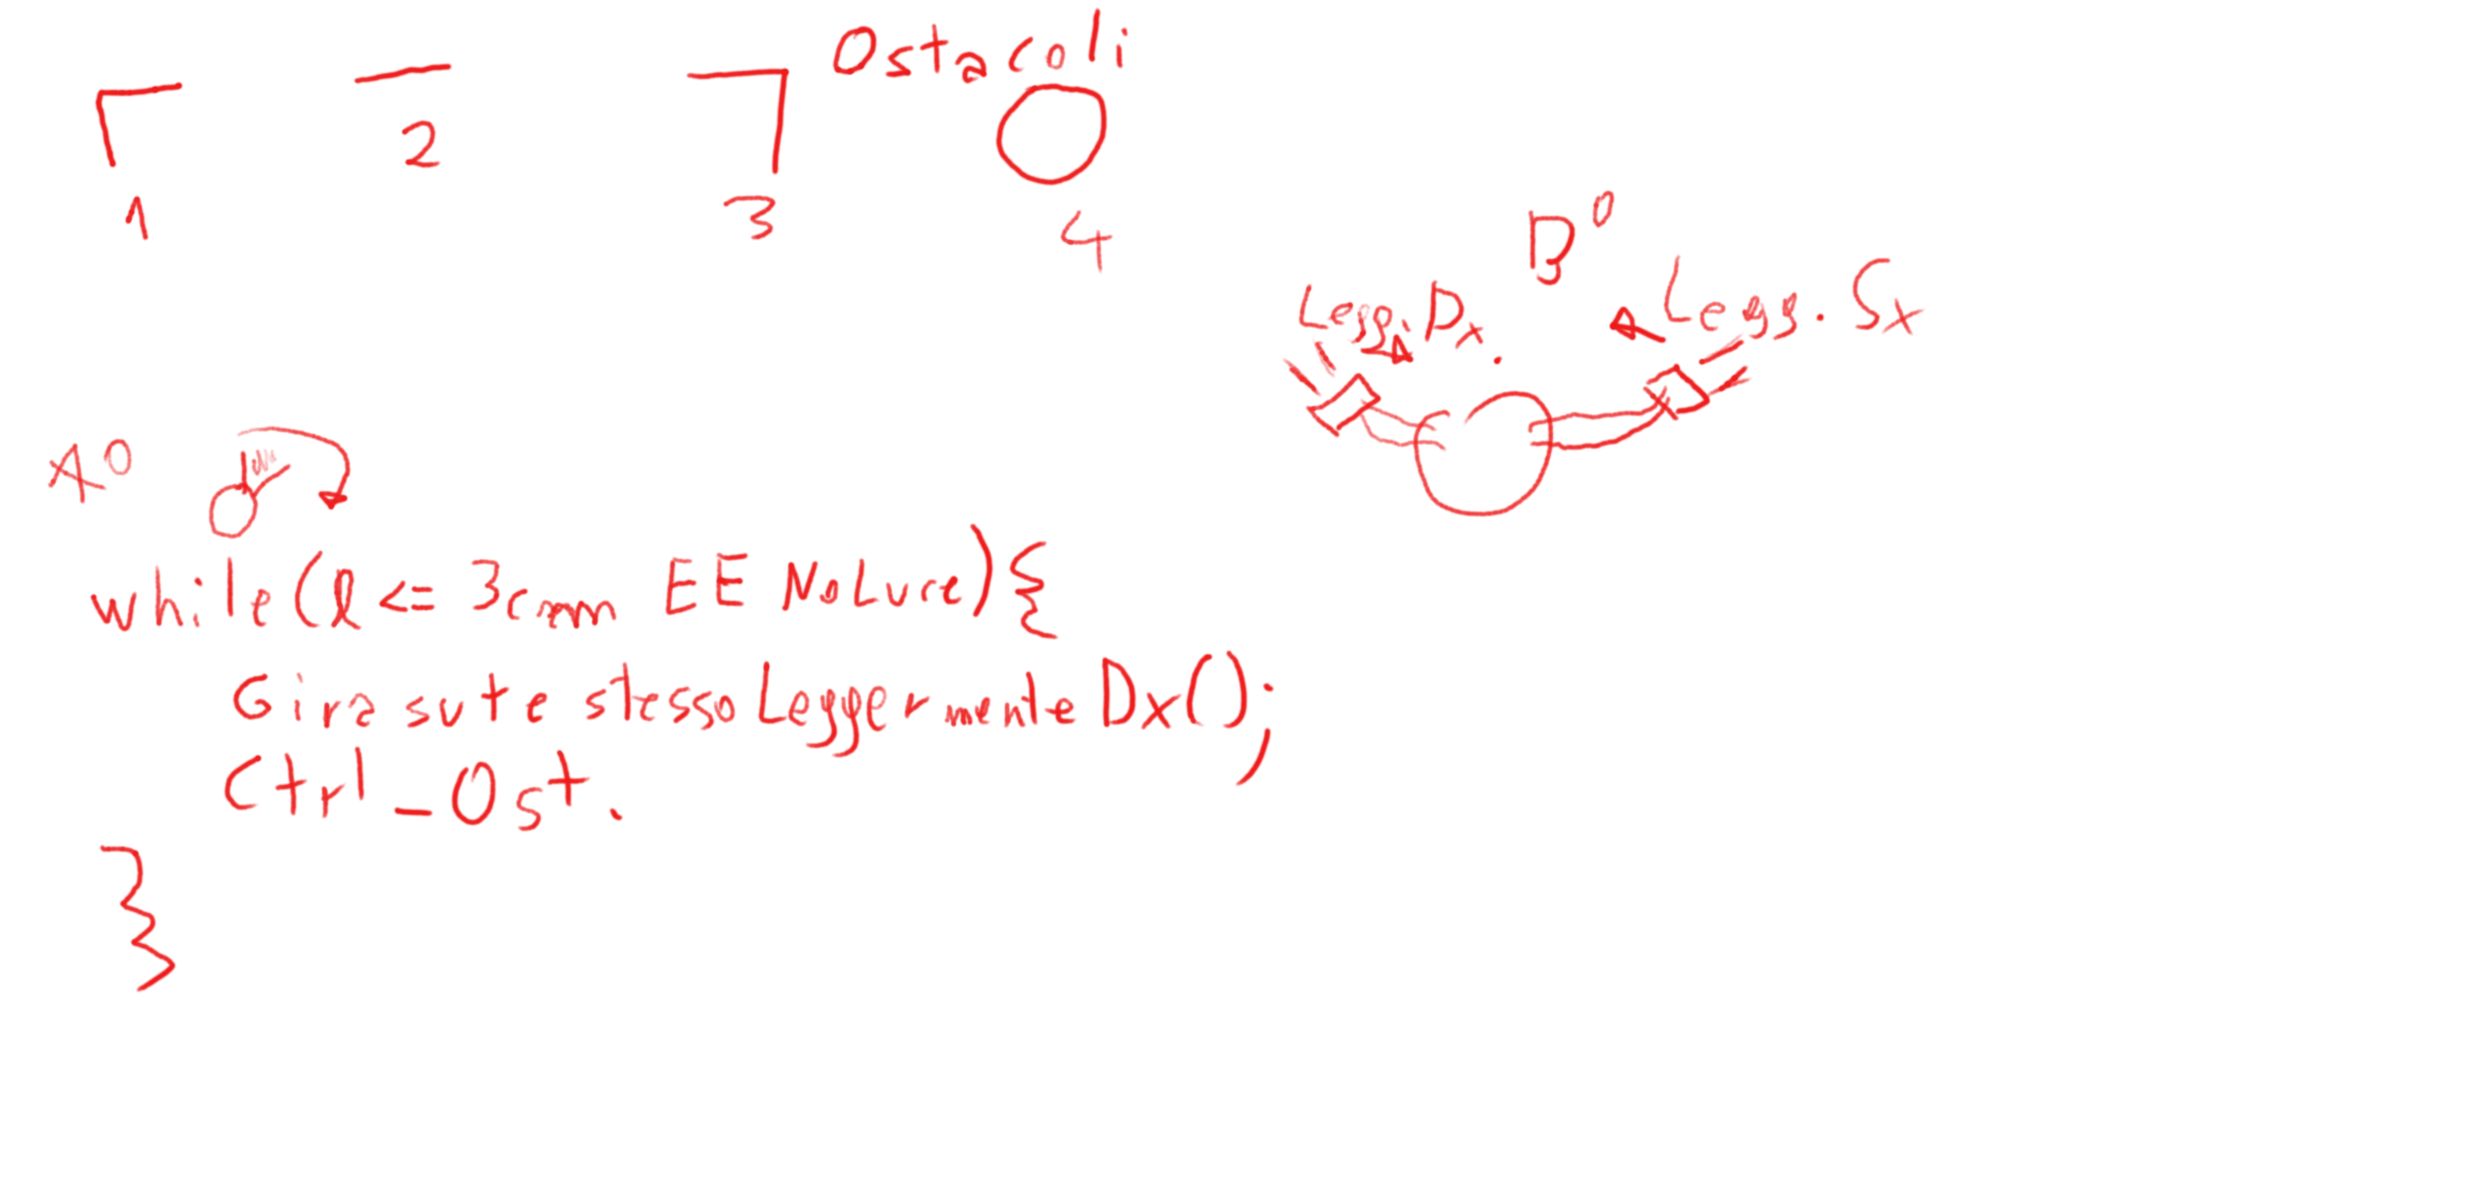 Ostacoli
1
2
3
4
B°
Legg. Dx.
Legg. Sx
A°
while(l <= 3cm EE NoLuce){
Gira su te stesso Leggermente Dx();
Ctrl_Ost.
}